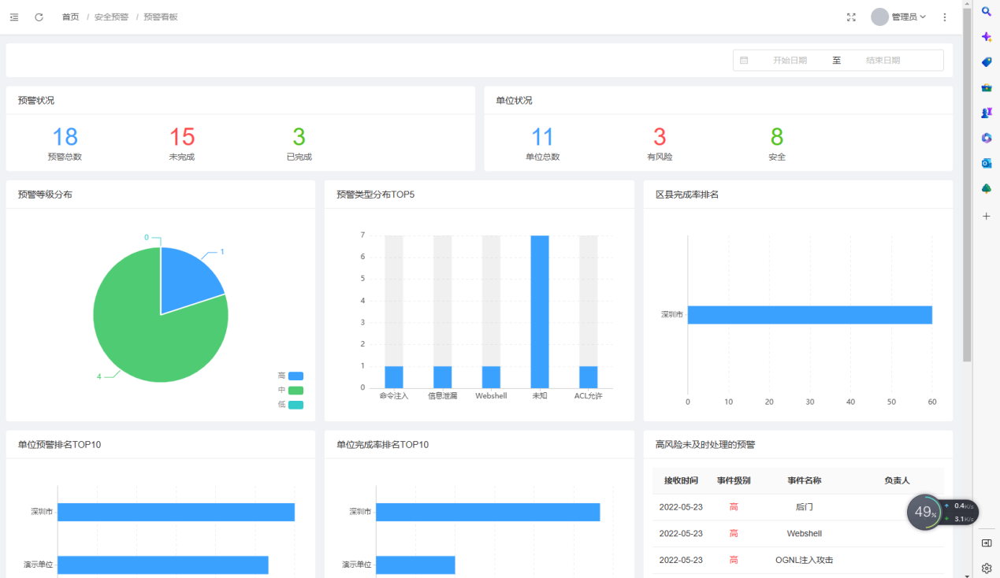 首页 / 安全预警 / 预警看板
管理员
开始日期 至 结束日期
预警状况
18 15 3
预警总数 未完成 已完成
单位状况
11 3 8
单位总数 有风险 安全
预警等级分布
0
1
4
高
中
低
预警类型分布TOP5
7
6
5
4
3
2
1
0
命令注入 信息泄漏 Webshell 未知 ACL允许
区县完成率排名
深圳市
0 10 20 30 40 50 60
单位预警排名TOP10
深圳市
演示单位
单位完成率排名TOP10
深圳市
演示单位
高风险未及时处理的预警
接收时间 事件级别 事件名称 负责人
2022-05-23 高 后门
2022-05-23 高 Webshell
2022-05-23 高 OGNL注入攻击
49%
0.4K/s
3.1K/s